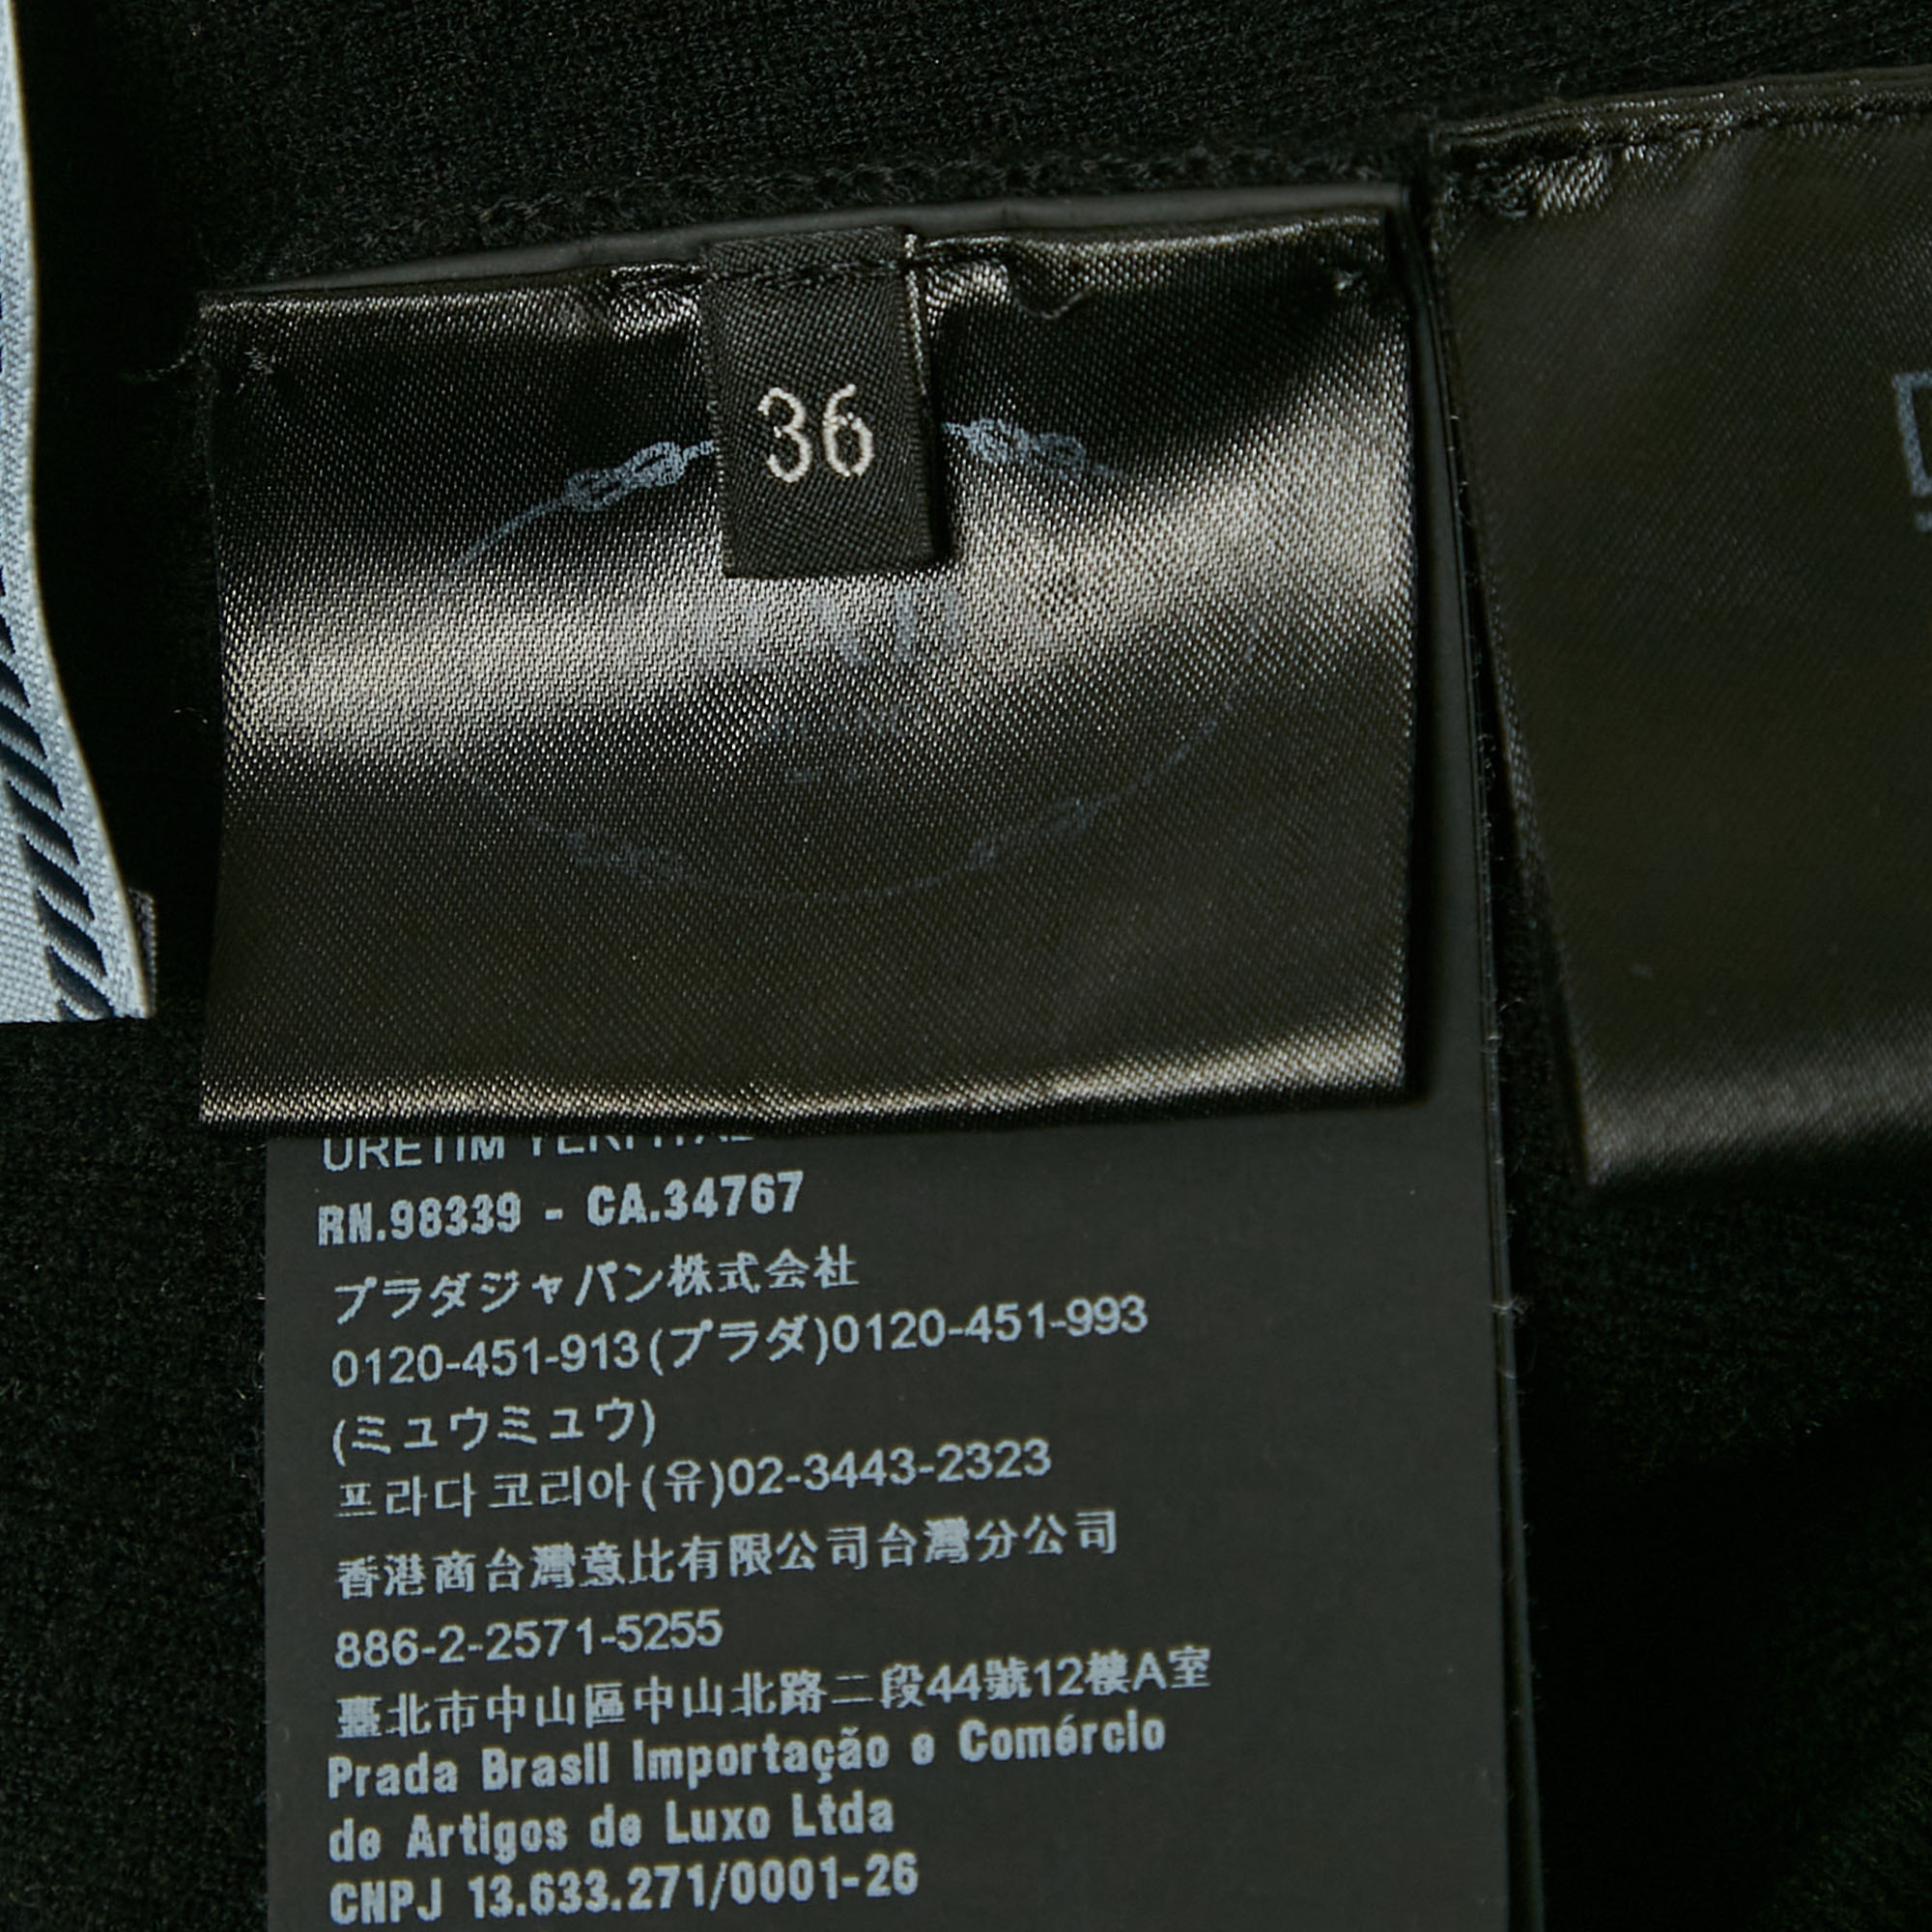 36
RN.98339 - CA.34767
プラダジャパン株式会社
0120-451-913(プラダ)0120-451-993
(ミュウミュウ)
프라다코리아(유)02-3443-2323
香港商台灣意比有限公司台灣分公司
886-2-2571-5255
臺北市中山區中山北路二段44號12樓A室
Prada Brasil Importação e Comércio
de Artigos de Luxo Ltda
CNPJ 13.633.271/0001-26